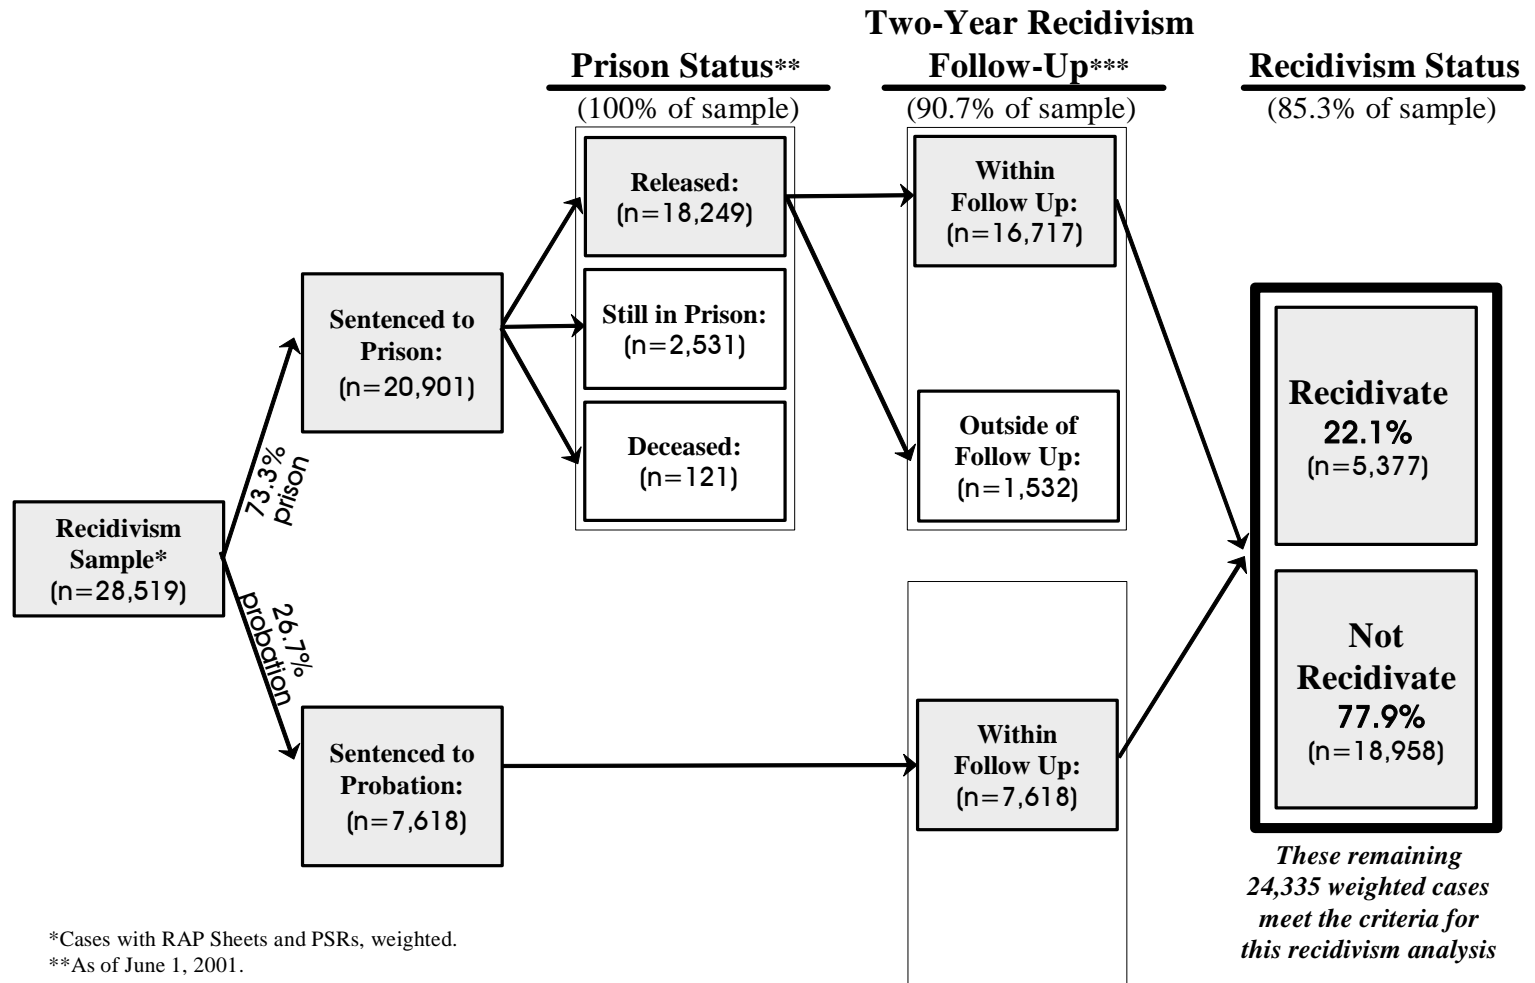 Two-Year Recidivism
Prison Status**
Follow-Up***
Recidivism Status
(100% of sample)
(90.7% of sample)
(85.3% of sample)
Released:
(n=18,249)
Within
Follow Up:
(n=16,717)
Sentenced to
Prison:
(n=20,901)
Still in Prison:
(n=2,531)
Deceased:
(n=121)
Outside of
Follow Up:
(n=1,532)
Recidivate
22.1%
(n=5,377)
73.3%
prison
Recidivism
Sample*
(n=28,519)
26.7%
probation
Not
Recidivate
77.9%
(n=18,958)
Sentenced to
Probation:
(n=7,618)
Within
Follow Up:
(n=7,618)
These remaining
24,335 weighted cases
meet the criteria for
this recidivism analysis
*Cases with RAP Sheets and PSRs, weighted.
**As of June 1, 2001.